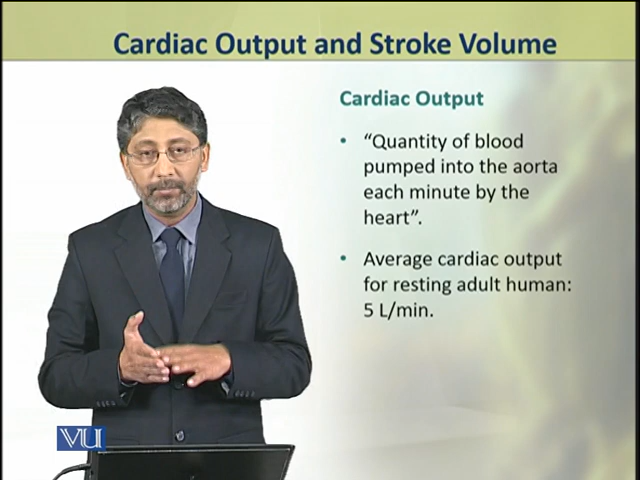 Cardiac Output and Stroke Volume
Cardiac Output
• “Quantity of blood
pumped into the aorta
each minute by the
heart”.
• Average cardiac output
for resting adult human:
5 L/min.
VU